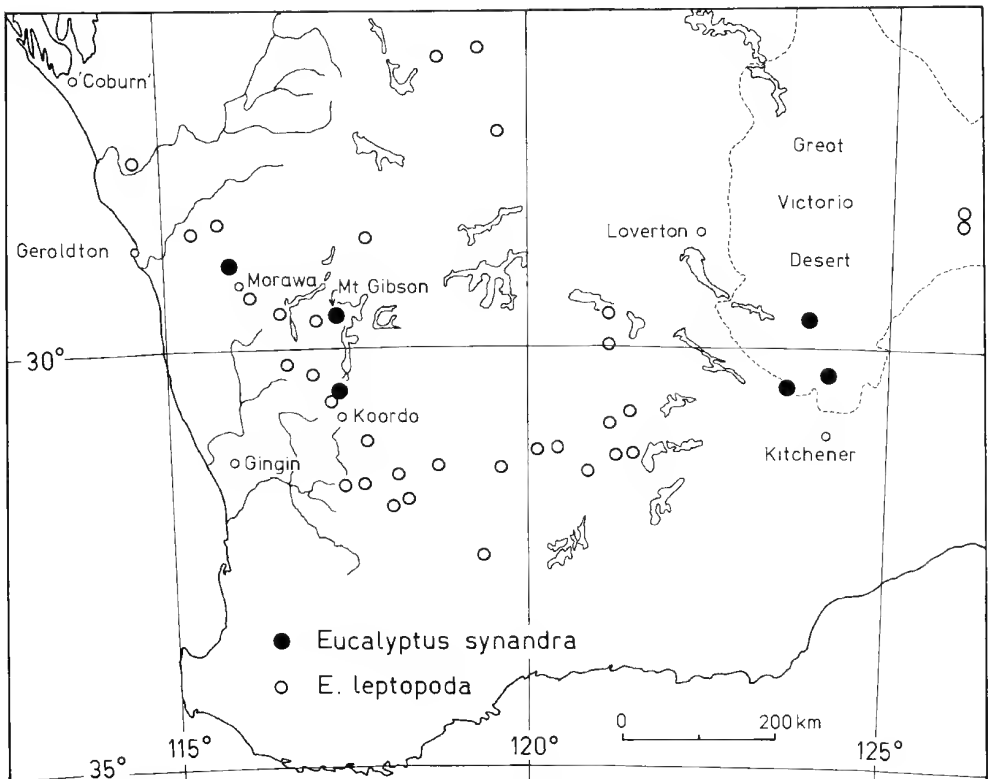 'Coburn'
Great
Victoria
Desert
Laverton
Geraldton
Morawa
Mt Gibson
30°
Koorda
Gingin
Kitchener
Eucalyptus synandra
E. leptopoda
0 200 km
115° 120° 125°
35°